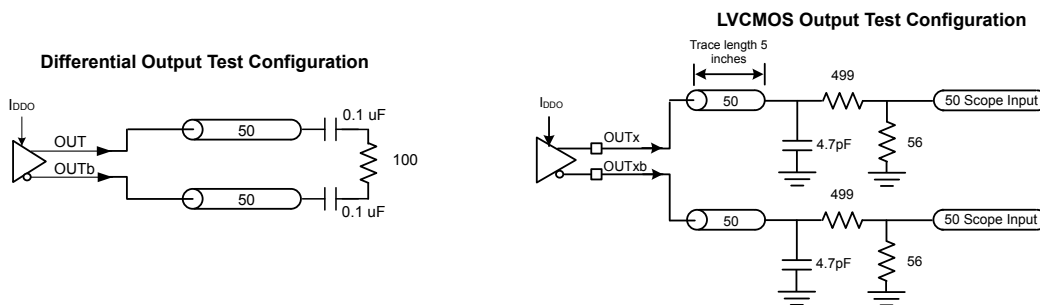 Differential Output Test Configuration
IDDO
OUT
OUTb
50
50
0.1 uF
0.1 uF
100
LVCMOS Output Test Configuration
Trace length 5
inches
IDDO
OUTx
OUTxb
50
499
4.7pF
56
50 Scope Input
50
499
4.7pF
56
50 Scope Input